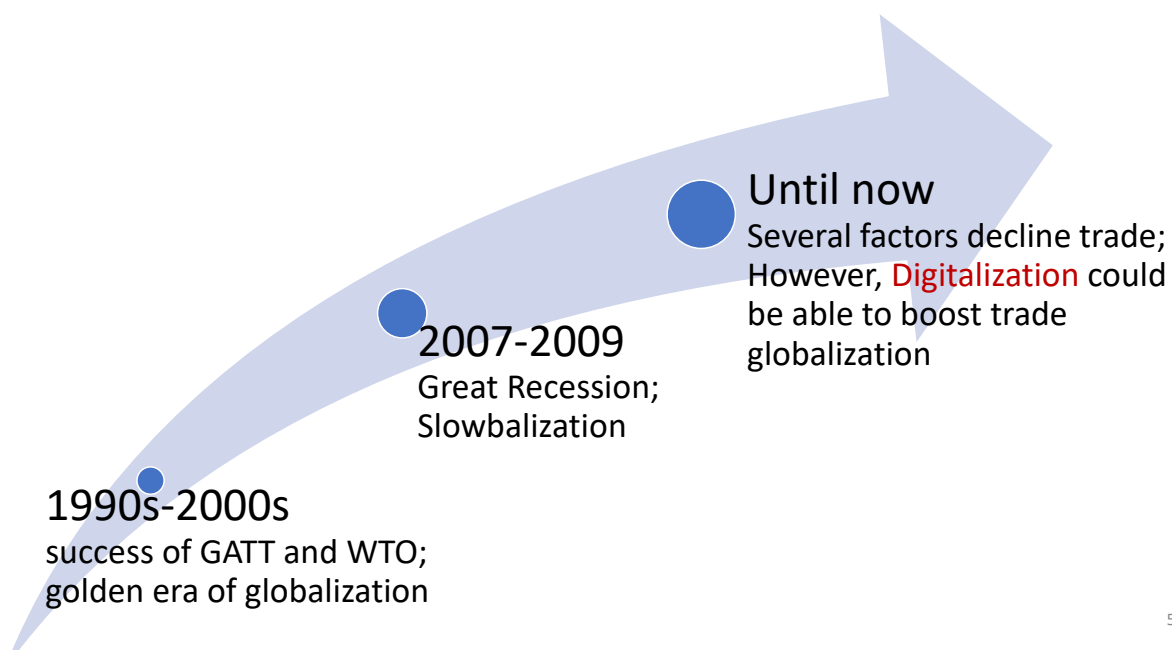 Until now
Several factors decline trade;
However, Digitalization could
be able to boost trade
globalization
2007-2009
Great Recession;
Slowbalization
1990s-2000s
success of GATT and WTO;
golden era of globalization
5